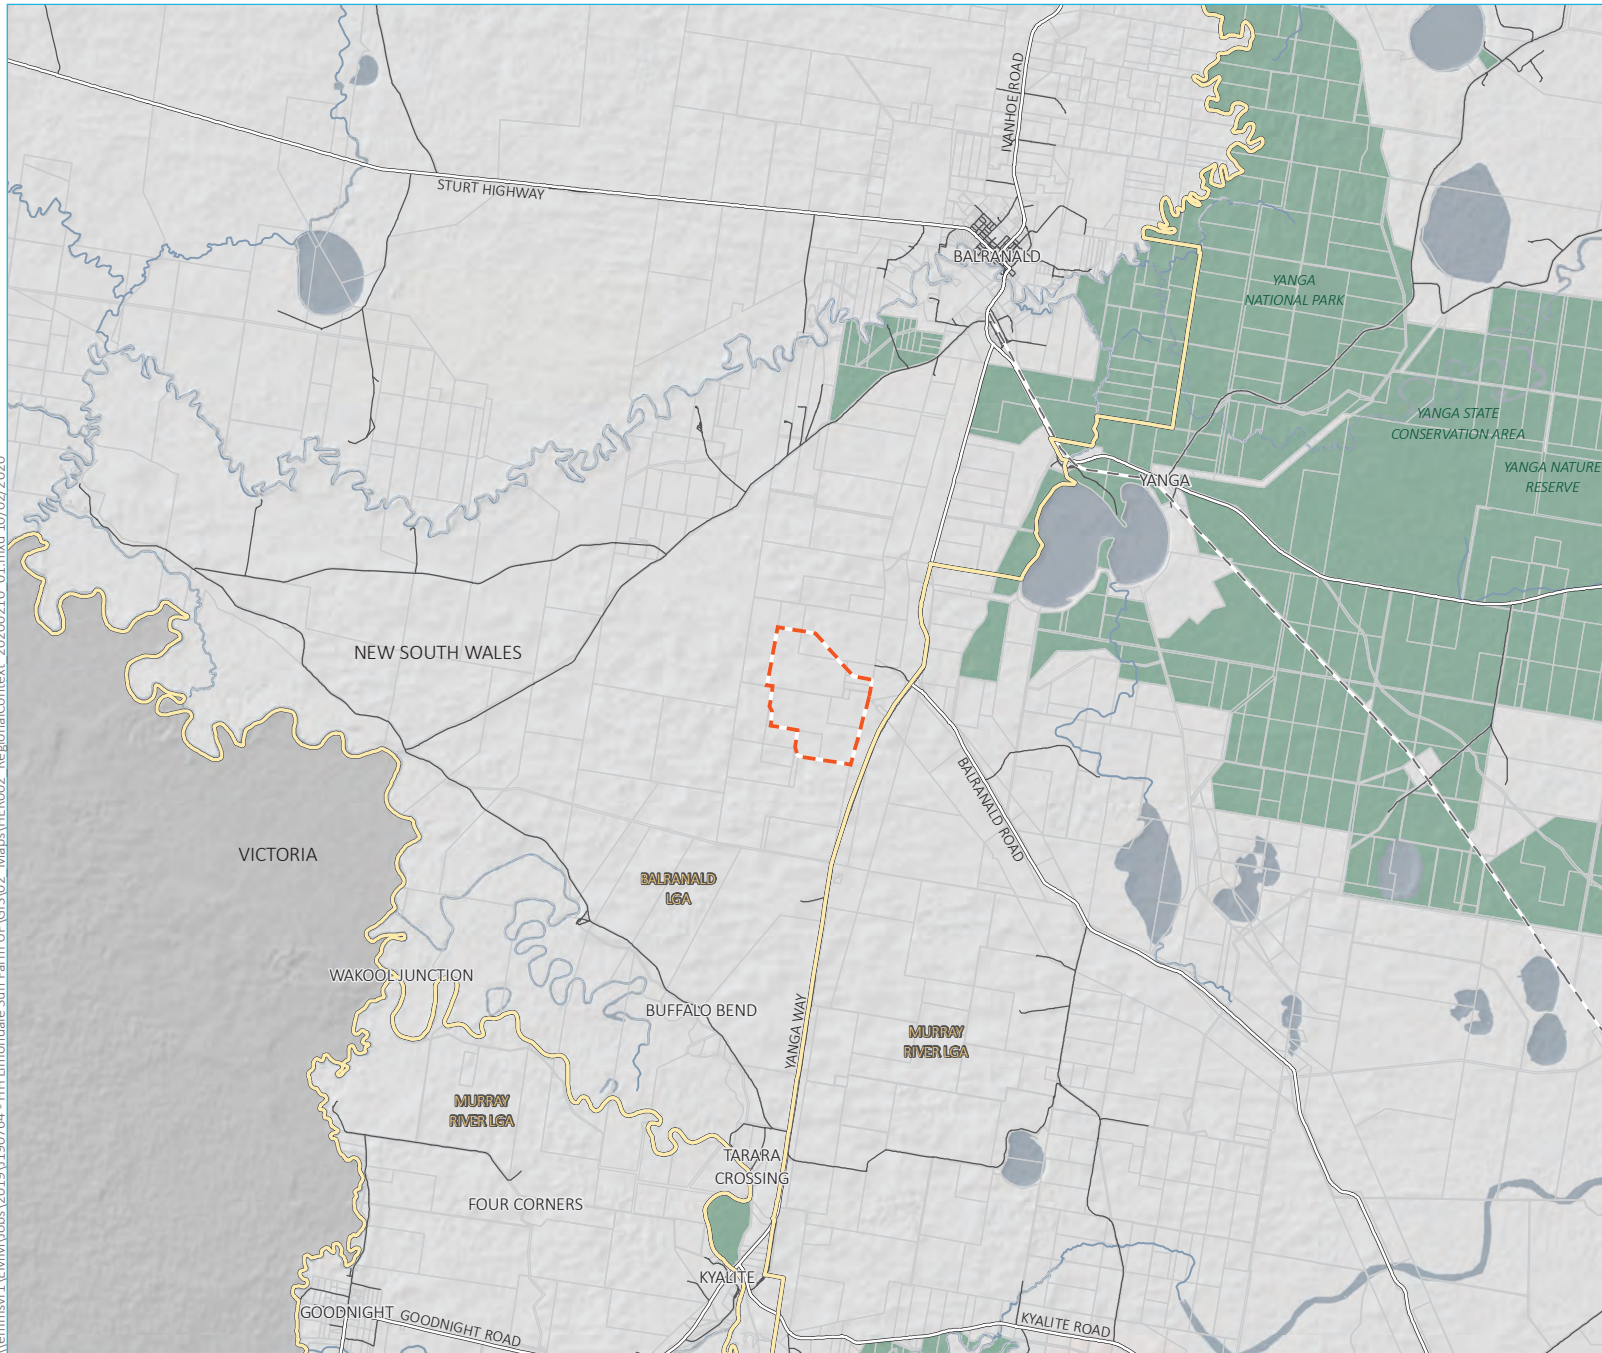 IVANHOE ROAD
STURT HIGHWAY
BALRANALD
YANGA
NATIONAL PARK
YANGA STATE
CONSERVATION AREA
YANGA NATURE
RESERVE
YANGA
NEW SOUTH WALES
BALRANALD ROAD
VICTORIA
BALRANALD
LGA
WAKOOL JUNCTION
BUFFALO BEND
YANGA WAY
MURRAY
RIVER LGA
MURRAY
RIVER LGA
TARARA
CROSSING
FOUR CORNERS
KYALITE
GOODNIGHT
GOODNIGHT ROAD
KYALITE ROAD